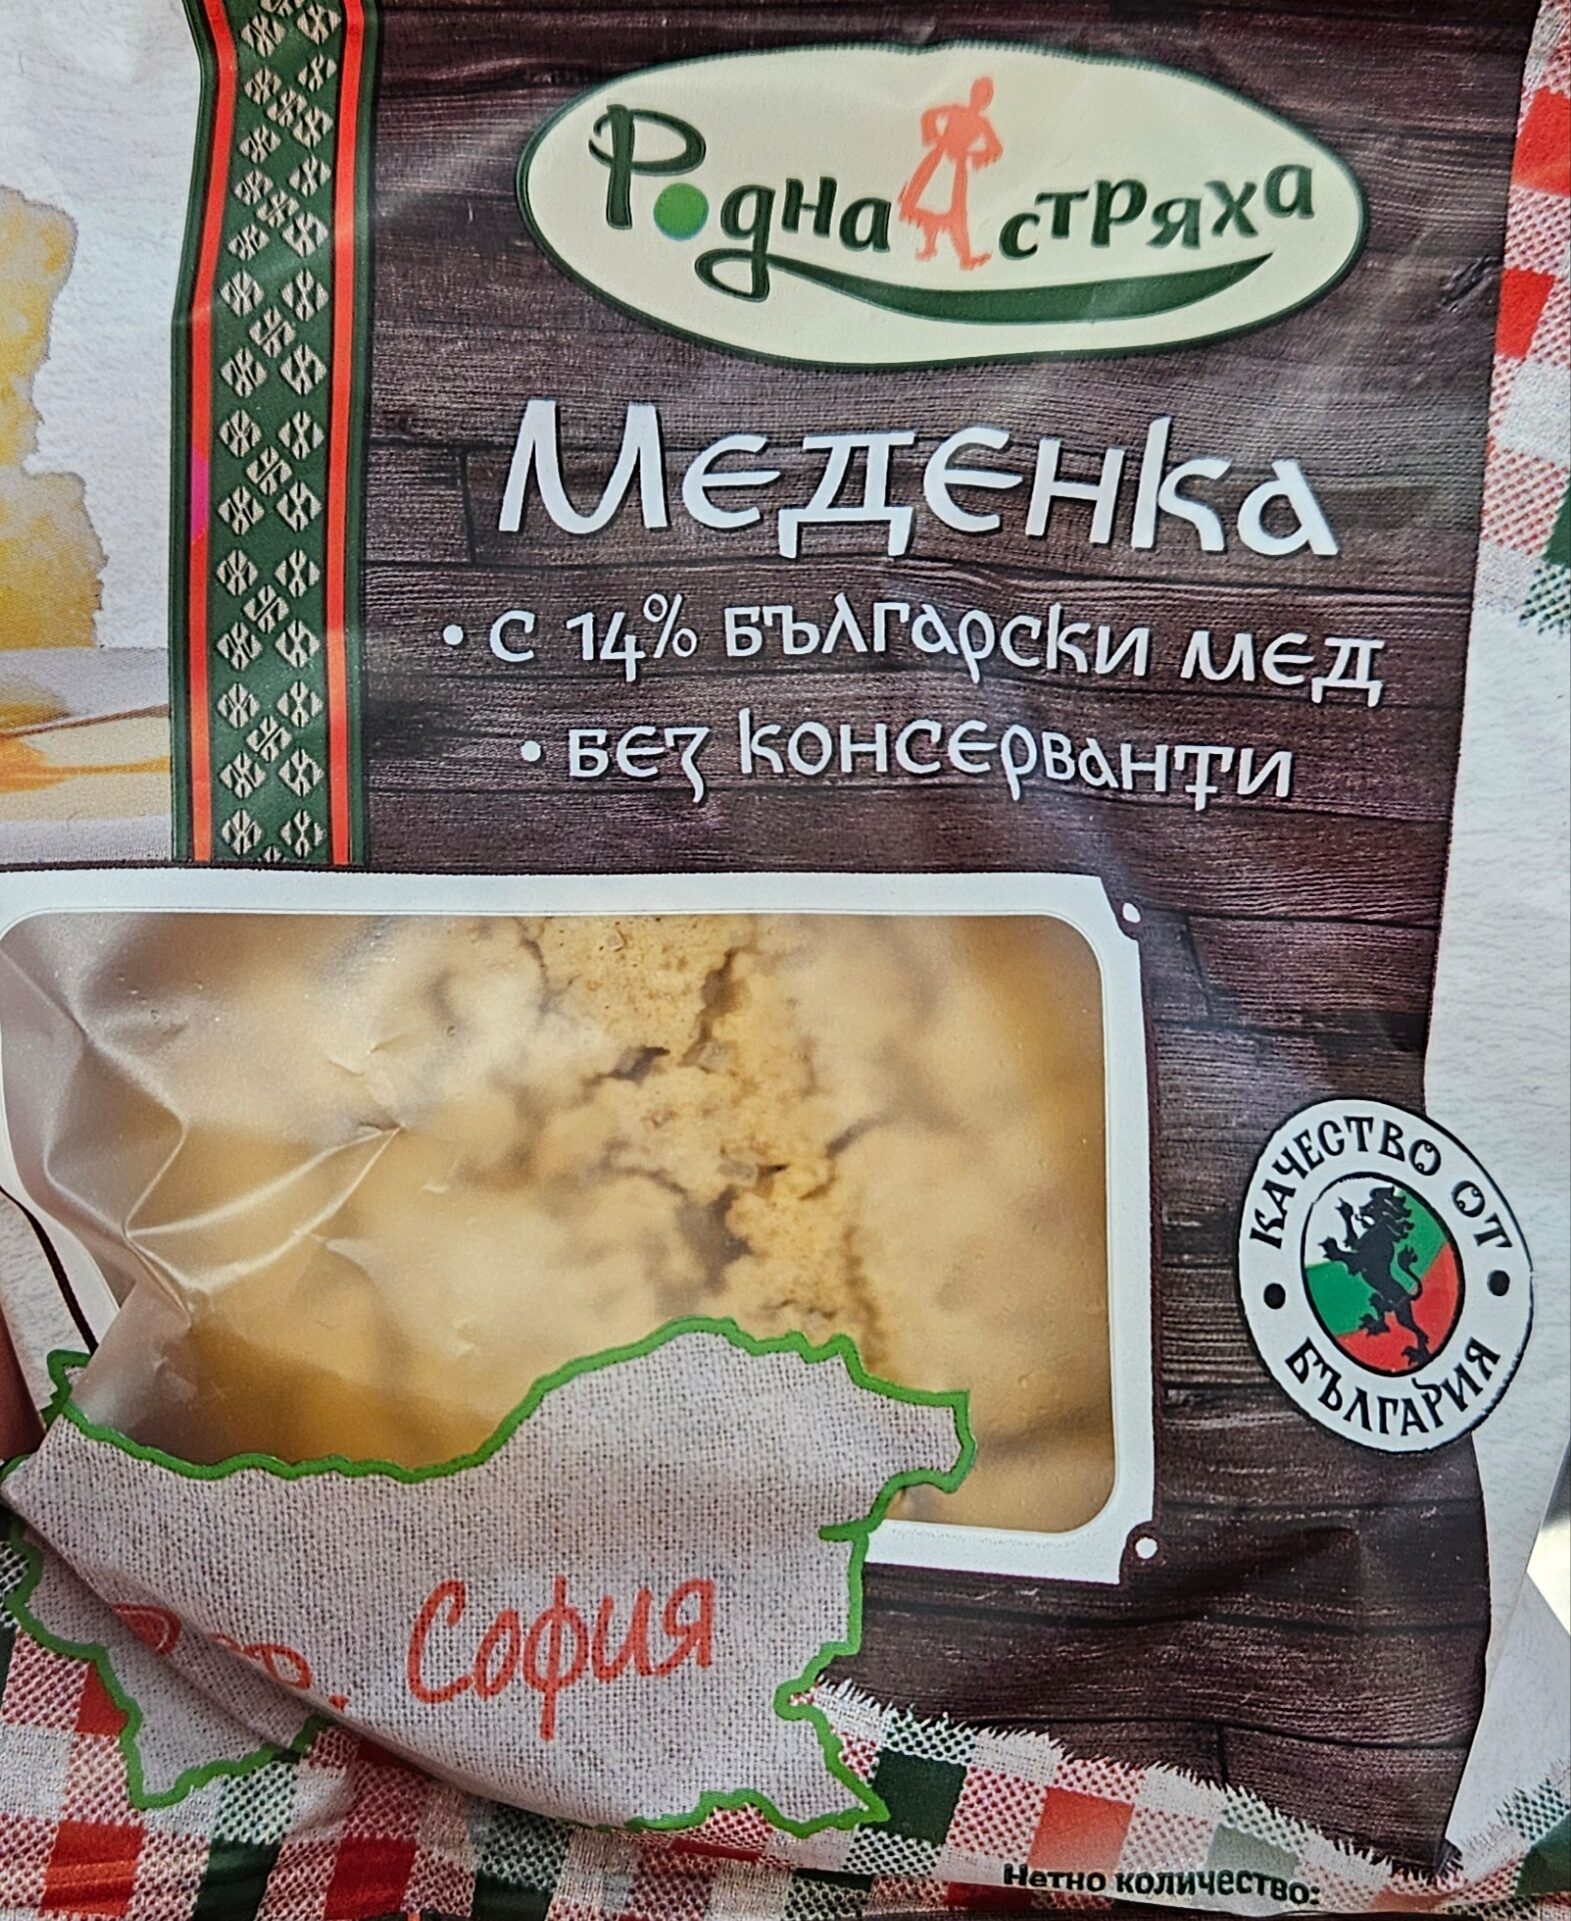 Родна стряха
Меденка
• с 14% български мед
• без консерванти
КАЧЕСТВО ОТ
• БЪЛГАРИЯ •
София
Нетно количество: